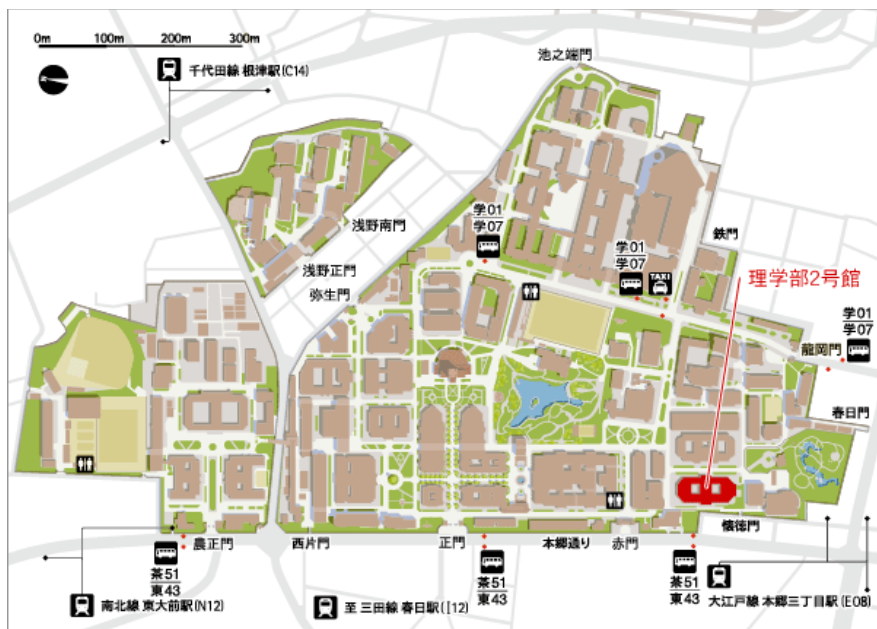 0m 100m 200m 300m
千代田線 根津駅(C14)
池之端門
学01
学07
浅野南門
浅野正門
弥生門
学01
学07
TAXI
鉄門
理学部2号館
学01
学07
龍岡門
春日門
懐徳門
農正門
西片門
正門
本郷通り
赤門
茶51
東43
茶51
東43
茶51
東43
南北線 東大前駅(N12)
至 三田線 春日駅(I12)
大江戸線 本郷三丁目駅(E08)